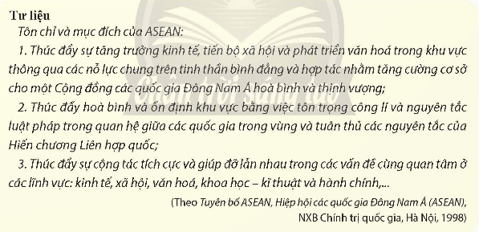 Tư liệu
Tôn chỉ và mục đích của ASEAN:
1. Thúc đẩy sự tăng trưởng kinh tế, tiến bộ xã hội và phát triển văn hoá trong khu vực
thông qua các nỗ lực chung trên tinh thần bình đẳng và hợp tác nhằm tăng cường cơ sở
cho một Cộng đồng các quốc gia Đông Nam Á hoà bình và thịnh vượng;
2. Thúc đẩy hoà bình và ổn định khu vực bằng việc tôn trọng công lí và nguyên tắc
luật pháp trong quan hệ giữa các quốc gia trong vùng và tuân thủ các nguyên tắc của
Hiến chương Liên hợp quốc;
3. Thúc đẩy sự cộng tác tích cực và giúp đỡ lẫn nhau trong các vấn đề cùng quan tâm ở
các lĩnh vực: kinh tế, xã hội, văn hoá, khoa học – kĩ thuật và hành chính,...
(Theo Tuyên bố ASEAN, Hiệp hội các quốc gia Đông Nam Á (ASEAN),
NXB Chính trị quốc gia, Hà Nội, 1998)